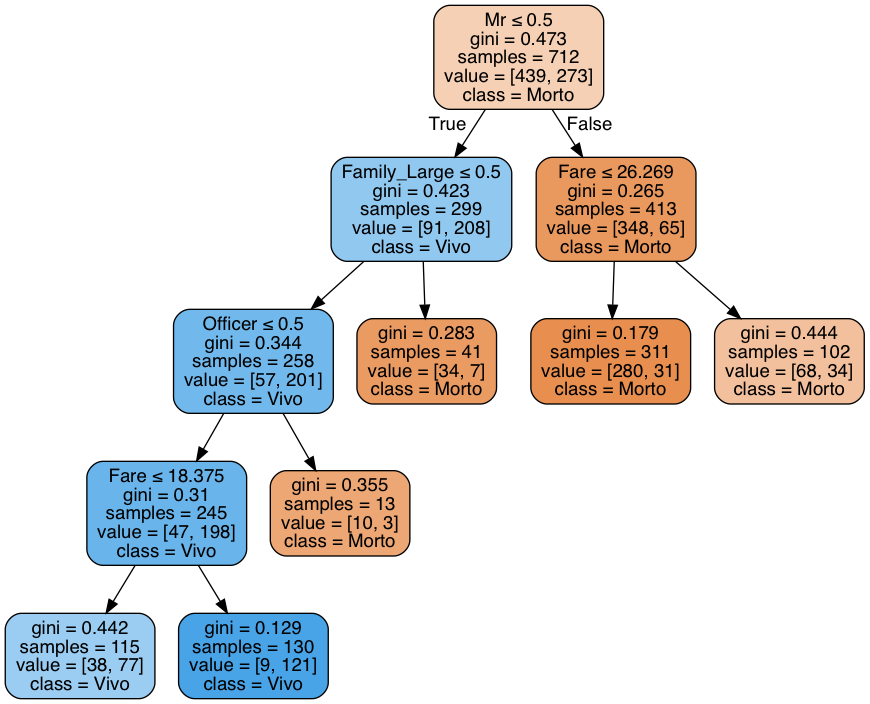 Mr ≤ 0.5
gini = 0.473
samples = 712
value = [439, 273]
class = Morto
True
False
Family_Large ≤ 0.5
gini = 0.423
samples = 299
value = [91, 208]
class = Vivo
Fare ≤ 26.269
gini = 0.265
samples = 413
value = [348, 65]
class = Morto
Officer ≤ 0.5
gini = 0.344
samples = 258
value = [57, 201]
class = Vivo
gini = 0.283
samples = 41
value = [34, 7]
class = Morto
gini = 0.179
samples = 311
value = [280, 31]
class = Morto
gini = 0.444
samples = 102
value = [68, 34]
class = Morto
Fare ≤ 18.375
gini = 0.31
samples = 245
value = [47, 198]
class = Vivo
gini = 0.355
samples = 13
value = [10, 3]
class = Morto
gini = 0.442
samples = 115
value = [38, 77]
class = Vivo
gini = 0.129
samples = 130
value = [9, 121]
class = Vivo